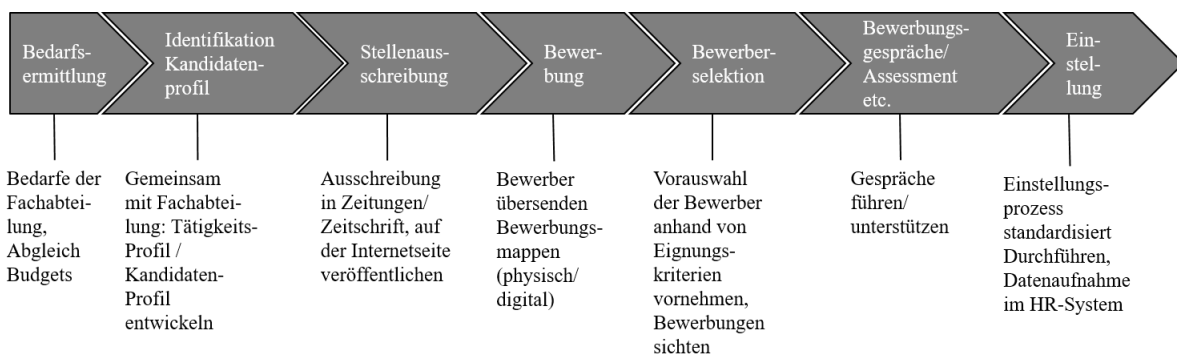 Bedarfs-
ermittlung
Identifikation
Kandidaten-
profil
Stellenaus-
schreibung
Bewer-
bung
Bewerber-
selektion
Bewerbungs-
gespräche/
Assessment
etc.
Ein-
stel-
lung
Bedarfe der
Fachabtei-
lung,
Abgleich
Budgets
Gemeinsam
mit Fachabtei-
lung: Tätigkeits-
Profil /
Kandidaten-
Profil
entwickeln
Ausschreibung
in Zeitungen/
Zeitschrift, auf
der Internetseite
veröffentlichen
Bewerber
übersenden
Bewerbungs-
mappen
(physisch/
digital)
Vorauswahl
der Bewerber
anhand von
Eignungs-
kriterien
vornehmen,
Bewerbungen
sichten
Gespräche
führen/
unterstützen
Einstellungs-
prozess
standardisiert
Durchführen,
Datenaufnahme
im HR-System